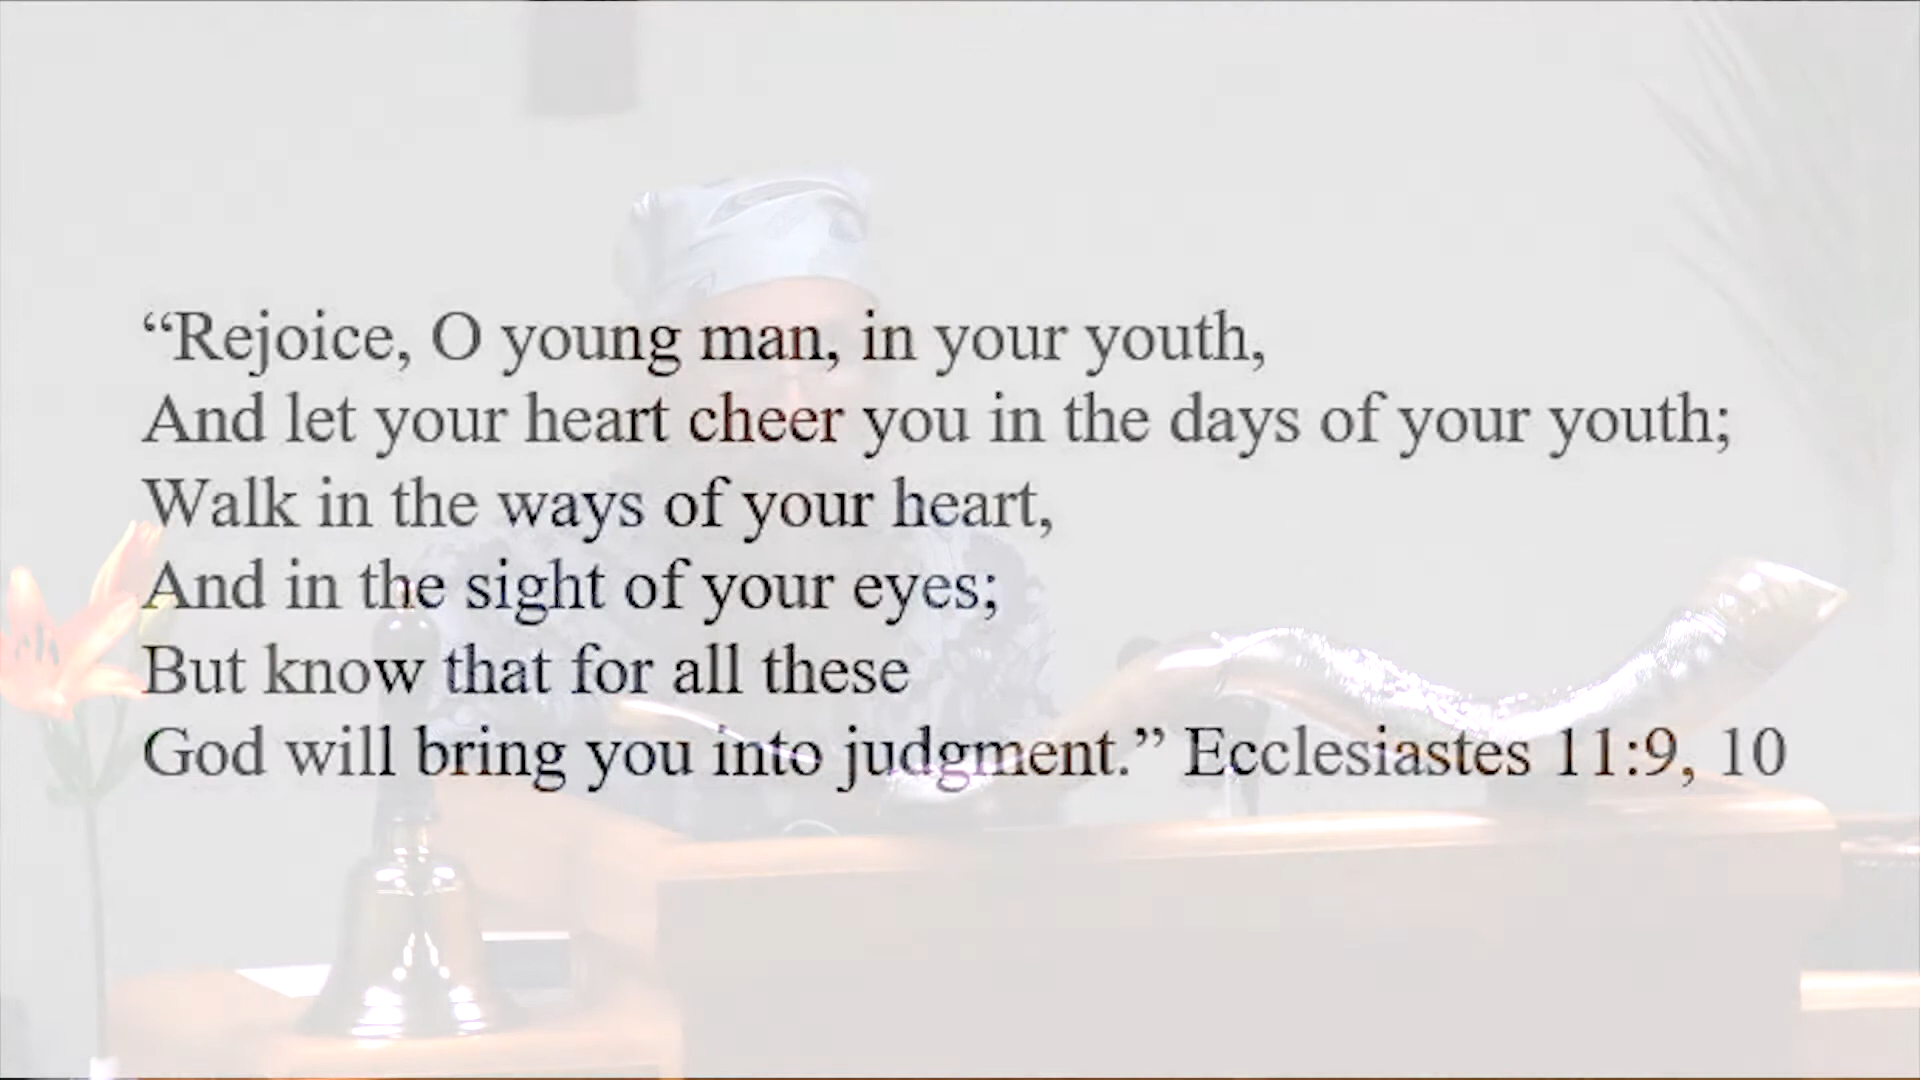 “Rejoice, O young man, in your youth,
And let your heart cheer you in the days of your youth;
Walk in the ways of your heart,
And in the sight of your eyes;
But know that for all these
God will bring you into judgment.” Ecclesiastes 11:9, 10